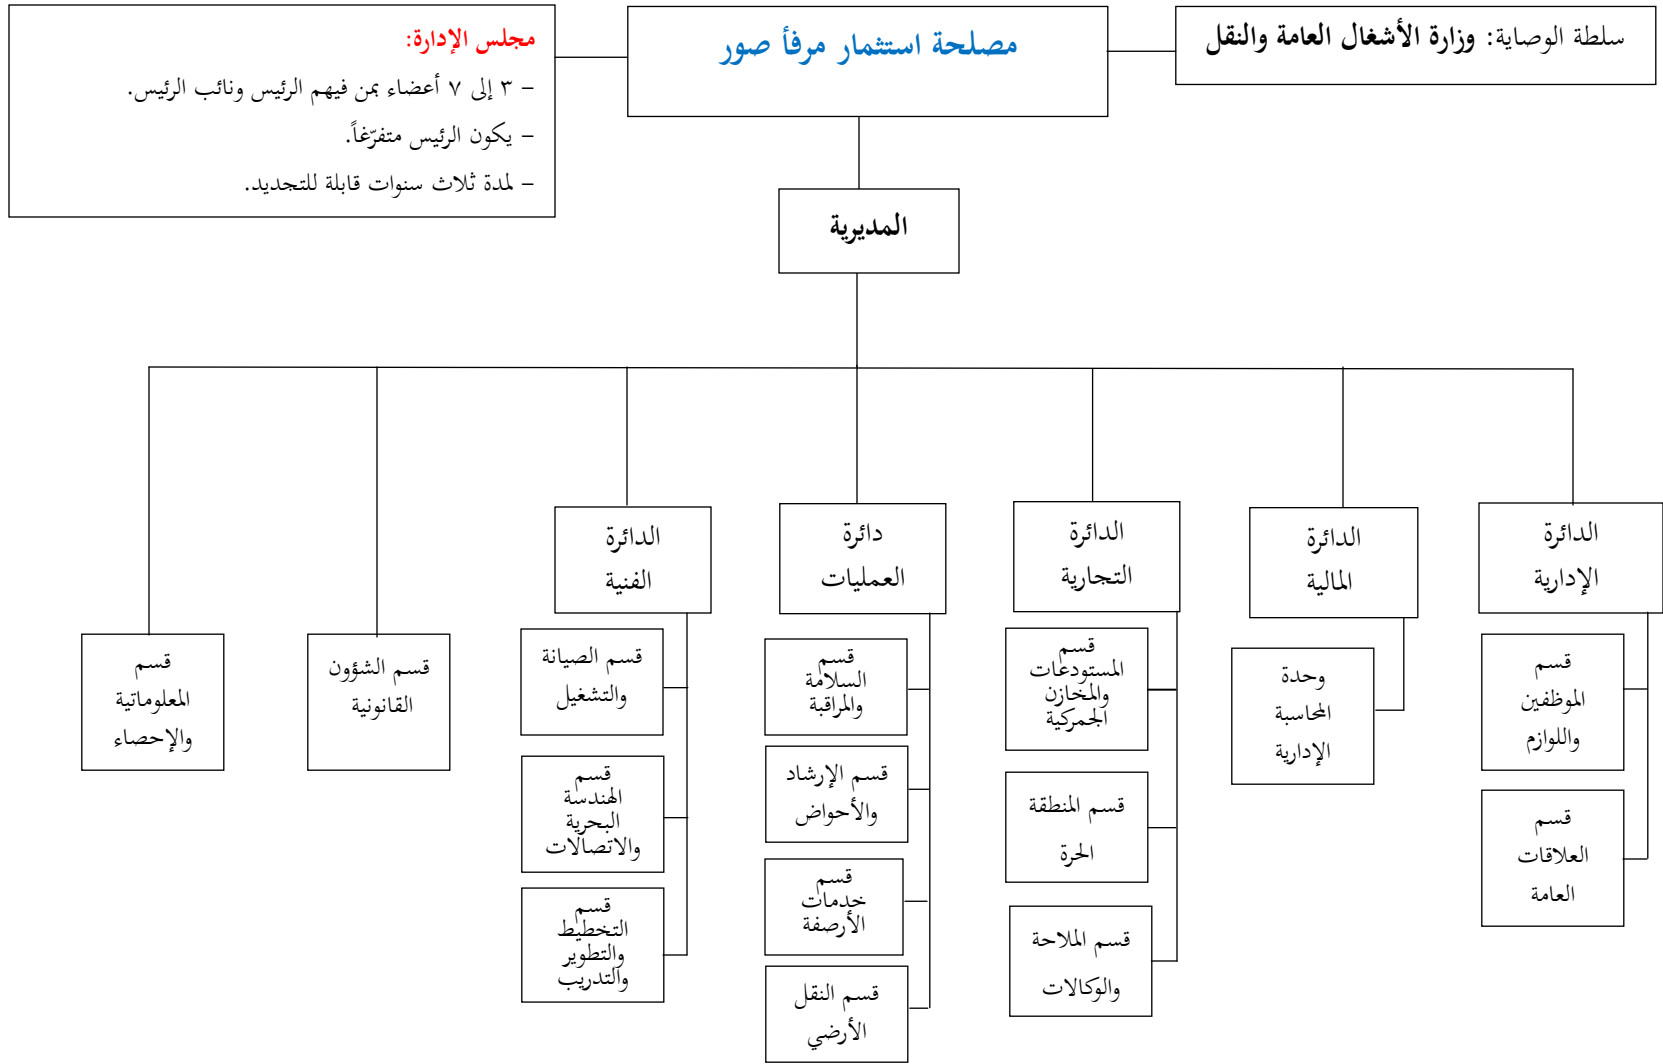 سلطة الوصاية: وزارة الأشغال العامة والنقل
مصلحة استثمار مرفأ صور
مجلس الإدارة:
– ٣ إلى ٧ أعضاء بمن فيهم الرئيس ونائب الرئيس.
– يكون الرئيس متفرّغاً.
– لمدة ثلاث سنوات قابلة للتجديد.
المديرية
الدائرة
الإدارية
قسم
الموظفين
واللوازم
قسم
العلاقات
العامة
الدائرة
المالية
وحدة
المحاسبة
الإدارية
الدائرة
التجارية
قسم
المستودعات
والمخازن
الجمركية
قسم المنطقة
الحرة
قسم الملاحة
والوكالات
دائرة
العمليات
قسم
السلامة
والمراقبة
قسم الإرشاد
والأحواض
قسم
خدمات
الأرصفة
قسم النقل
الأرضي
الدائرة
الفنية
قسم الصيانة
والتشغيل
قسم
الهندسة
البحرية
والاتصالات
قسم
التخطيط
والتطوير
والتدريب
قسم الشؤون
القانونية
قسم
المعلوماتية
والإحصاء